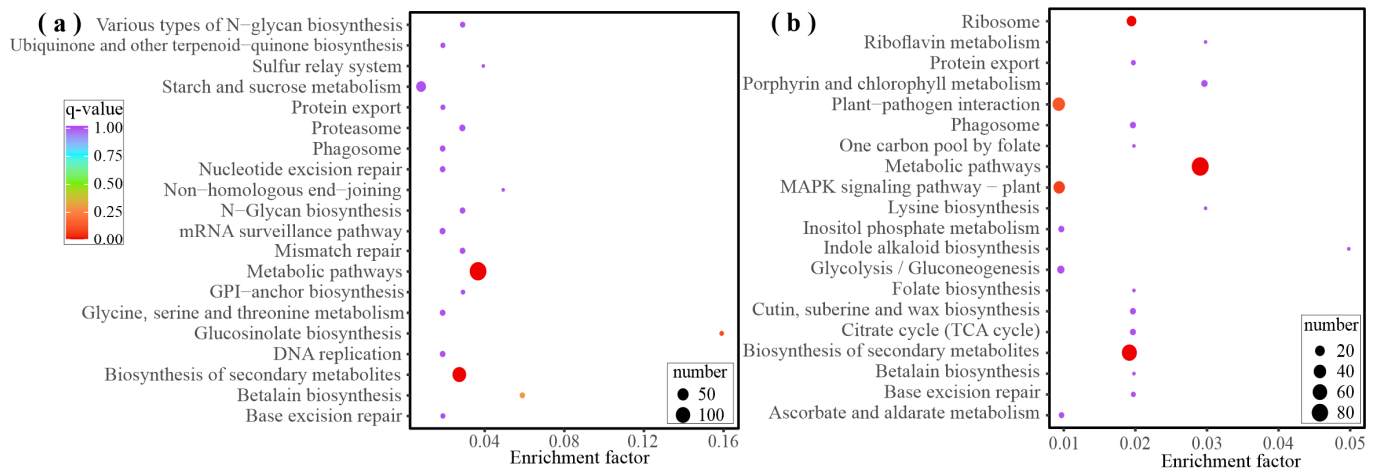 ( a )
Various types of N−glycan biosynthesis
Ubiquinone and other terpenoid−quinone biosynthesis
Sulfur relay system
Starch and sucrose metabolism
Protein export
Proteasome
Phagosome
Nucleotide excision repair
Non−homologous end−joining
N−Glycan biosynthesis
mRNA surveillance pathway
Mismatch repair
Metabolic pathways
GPI−anchor biosynthesis
Glycine, serine and threonine metabolism
Glucosinolate biosynthesis
DNA replication
Biosynthesis of secondary metabolites
Betalain biosynthesis
Base excision repair
q-value
1.00
0.75
0.50
0.25
0.00
number
50
100
0.04 0.08 0.12 0.16
Enrichment factor
( b )
Ribosome
Riboflavin metabolism
Protein export
Porphyrin and chlorophyll metabolism
Plant−pathogen interaction
Phagosome
One carbon pool by folate
Metabolic pathways
MAPK signaling pathway − plant
Lysine biosynthesis
Inositol phosphate metabolism
Indole alkaloid biosynthesis
Glycolysis / Gluconeogenesis
Folate biosynthesis
Cutin, suberine and wax biosynthesis
Citrate cycle (TCA cycle)
Biosynthesis of secondary metabolites
Betalain biosynthesis
Base excision repair
Ascorbate and aldarate metabolism
number
20
40
60
80
0.01 0.02 0.03 0.04 0.05
Enrichment factor